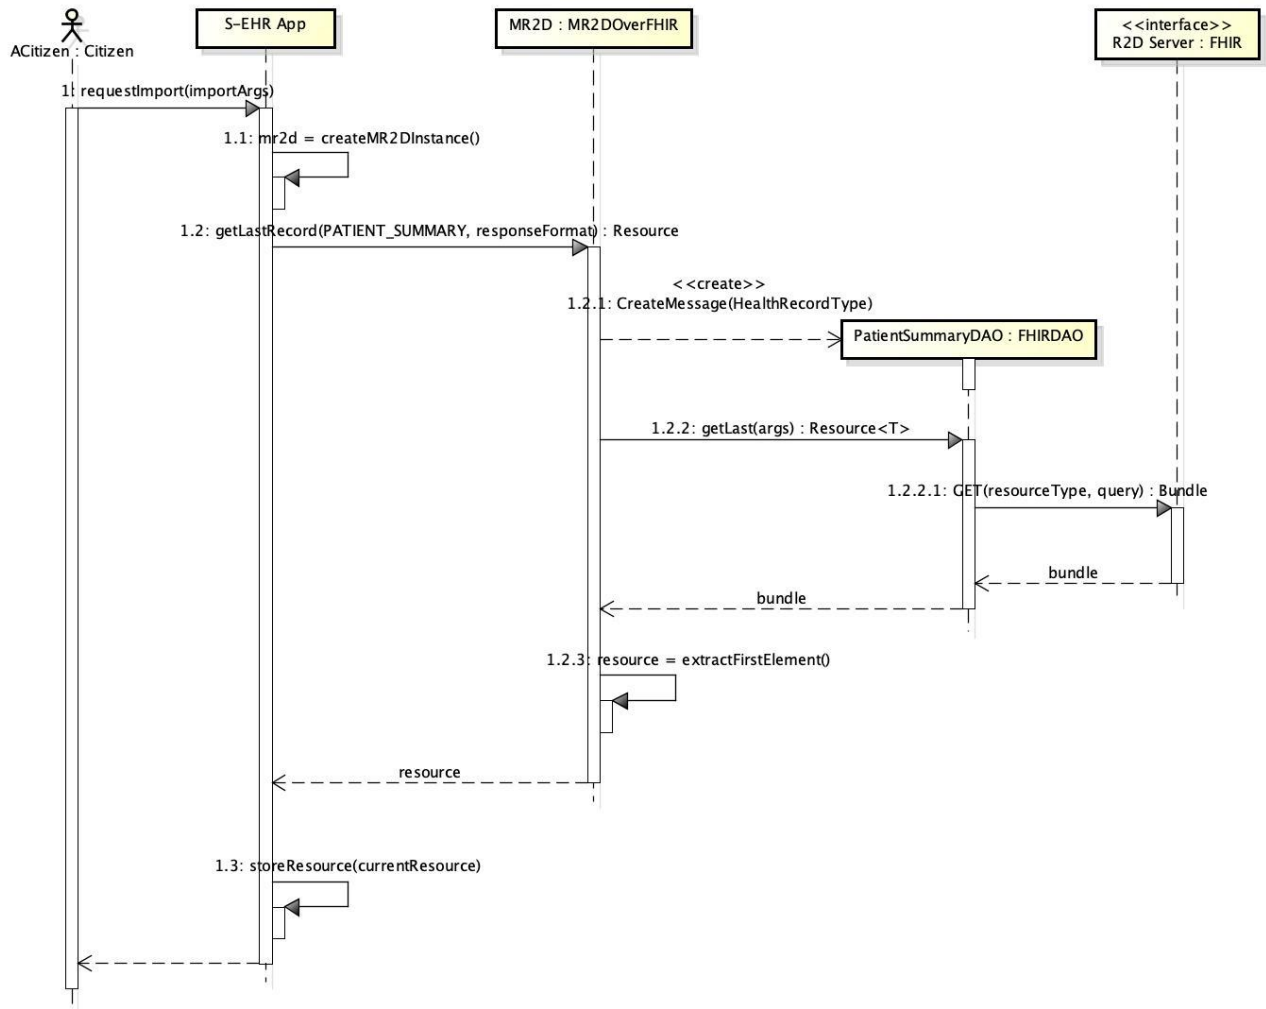 ACitizen : Citizen
S-EHR App
MR2D : MR2DOverFHIR
<<interface>>
R2D Server : FHIR
1: requestImport(importArgs)
1.1: mr2d = createMR2DInstance()
1.2: getLastRecord(PATIENT_SUMMARY, responseFormat) : Resource
<<create>>
1.2.1: CreateMessage(HealthRecordType)
PatientSummaryDAO : FHIRDAO
1.2.2: getLast(args) : Resource<T>
1.2.2.1: GET(resourceType, query) : Bundle
bundle
bundle
1.2.3: resource = extractFirstElement()
resource
1.3: storeResource(currentResource)